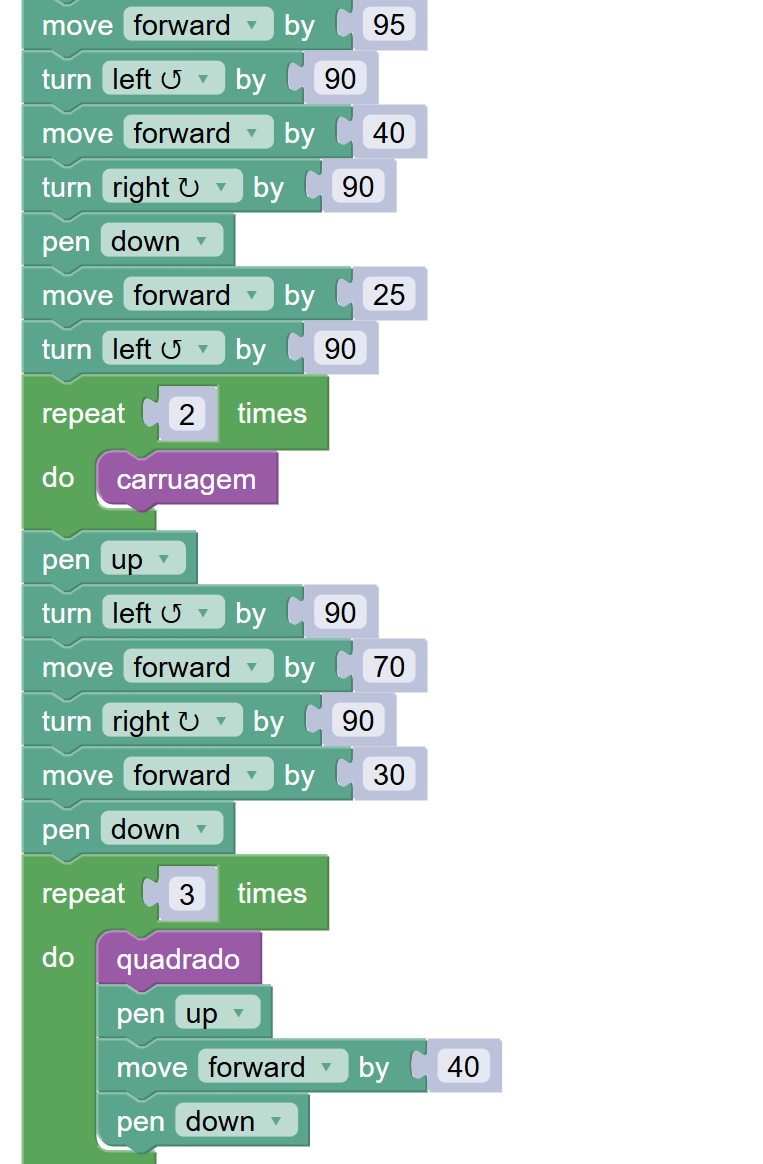 move forward ▾ by 95
turn left ↺ ▾ by 90
move forward ▾ by 40
turn right ↻ ▾ by 90
pen down ▾
move forward ▾ by 25
turn left ↺ ▾ by 90
repeat 2 times
do carruagem
pen up ▾
turn left ↺ ▾ by 90
move forward ▾ by 70
turn right ↻ ▾ by 90
move forward ▾ by 30
pen down ▾
repeat 3 times
do quadrado
pen up ▾
move forward ▾ by 40
pen down ▾